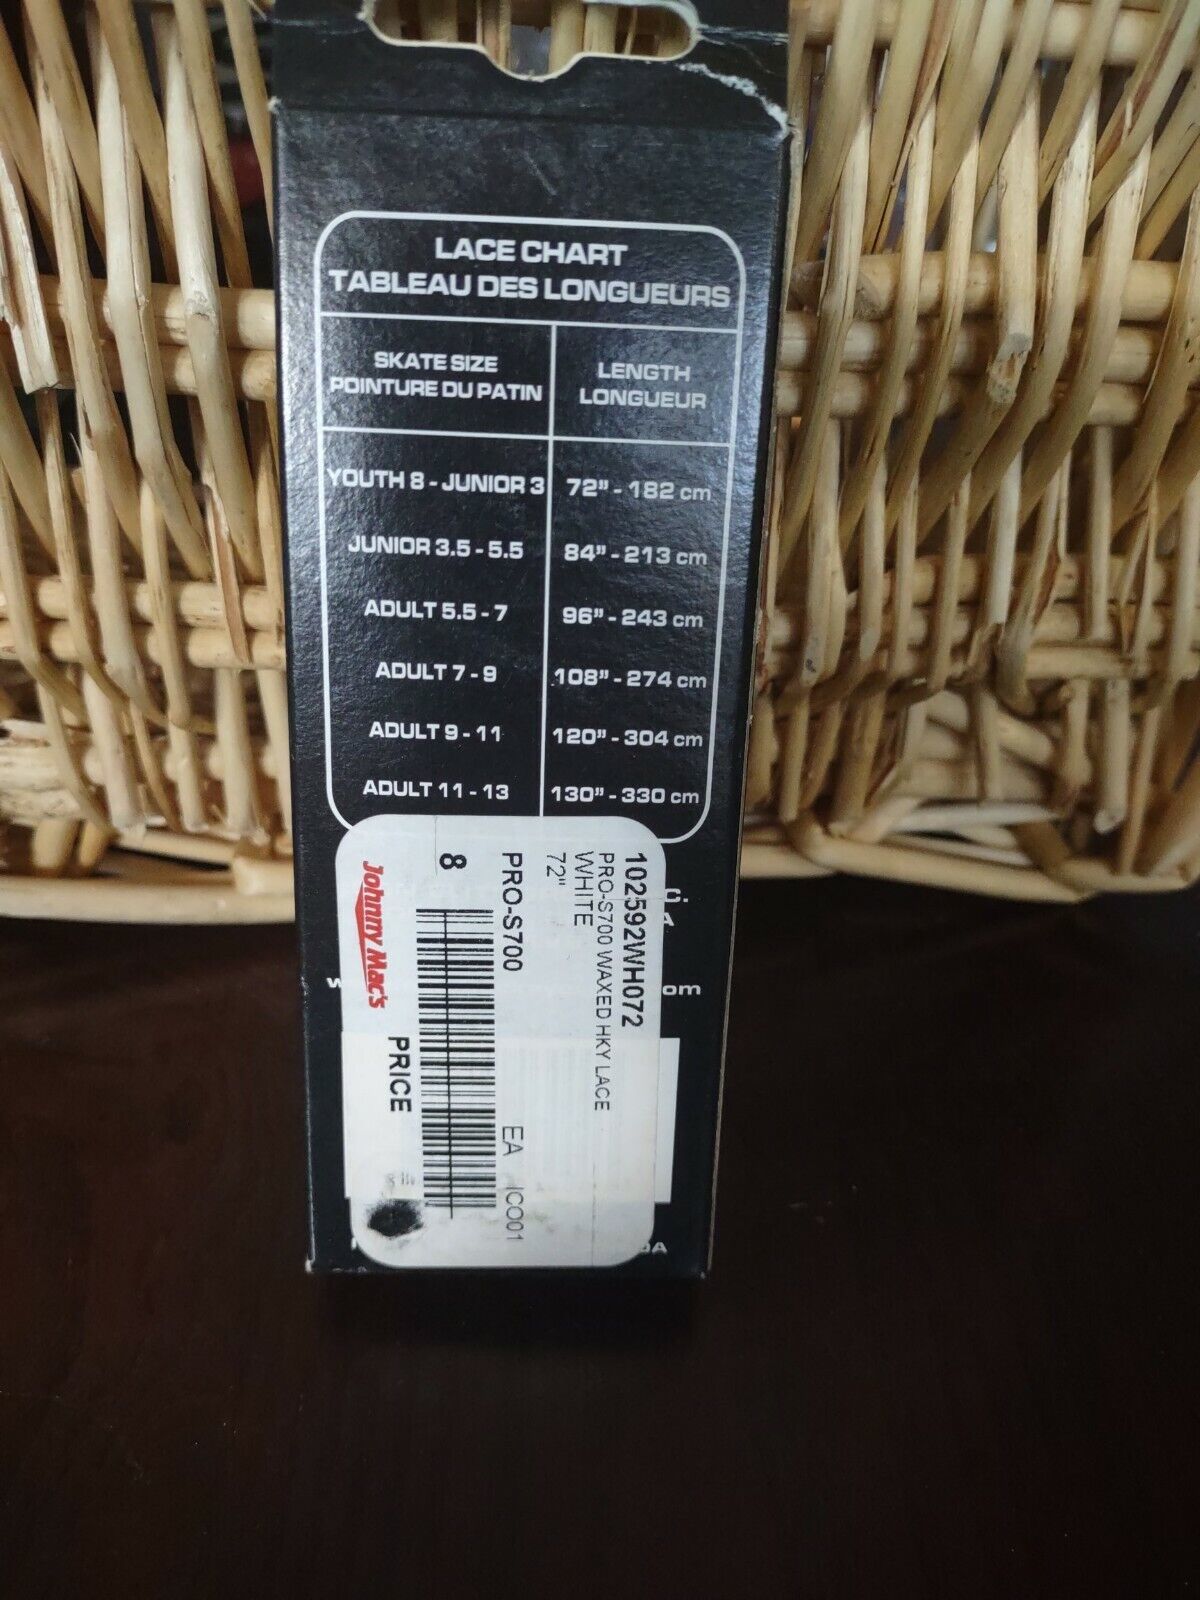 LACE CHART
TABLEAU DES LONGUEURS
SKATE SIZE
POINTURE DU PATIN
LENGTH
LONGUEUR
YOUTH 8 - JUNIOR 3 72" - 182 cm
JUNIOR 3.5 - 5.5 84" - 213 cm
ADULT 5.5 - 7 96" - 243 cm
ADULT 7 - 9 108" - 274 cm
ADULT 9 - 11 120" - 304 cm
ADULT 11 - 13 130" - 330 cm
C.
A
w
om
102592WH072
PRO-S700 WAXED HKY LACE
WHITE
72"
PRO-S700 EA ICO01
8
PRICE
Johnny Mac's